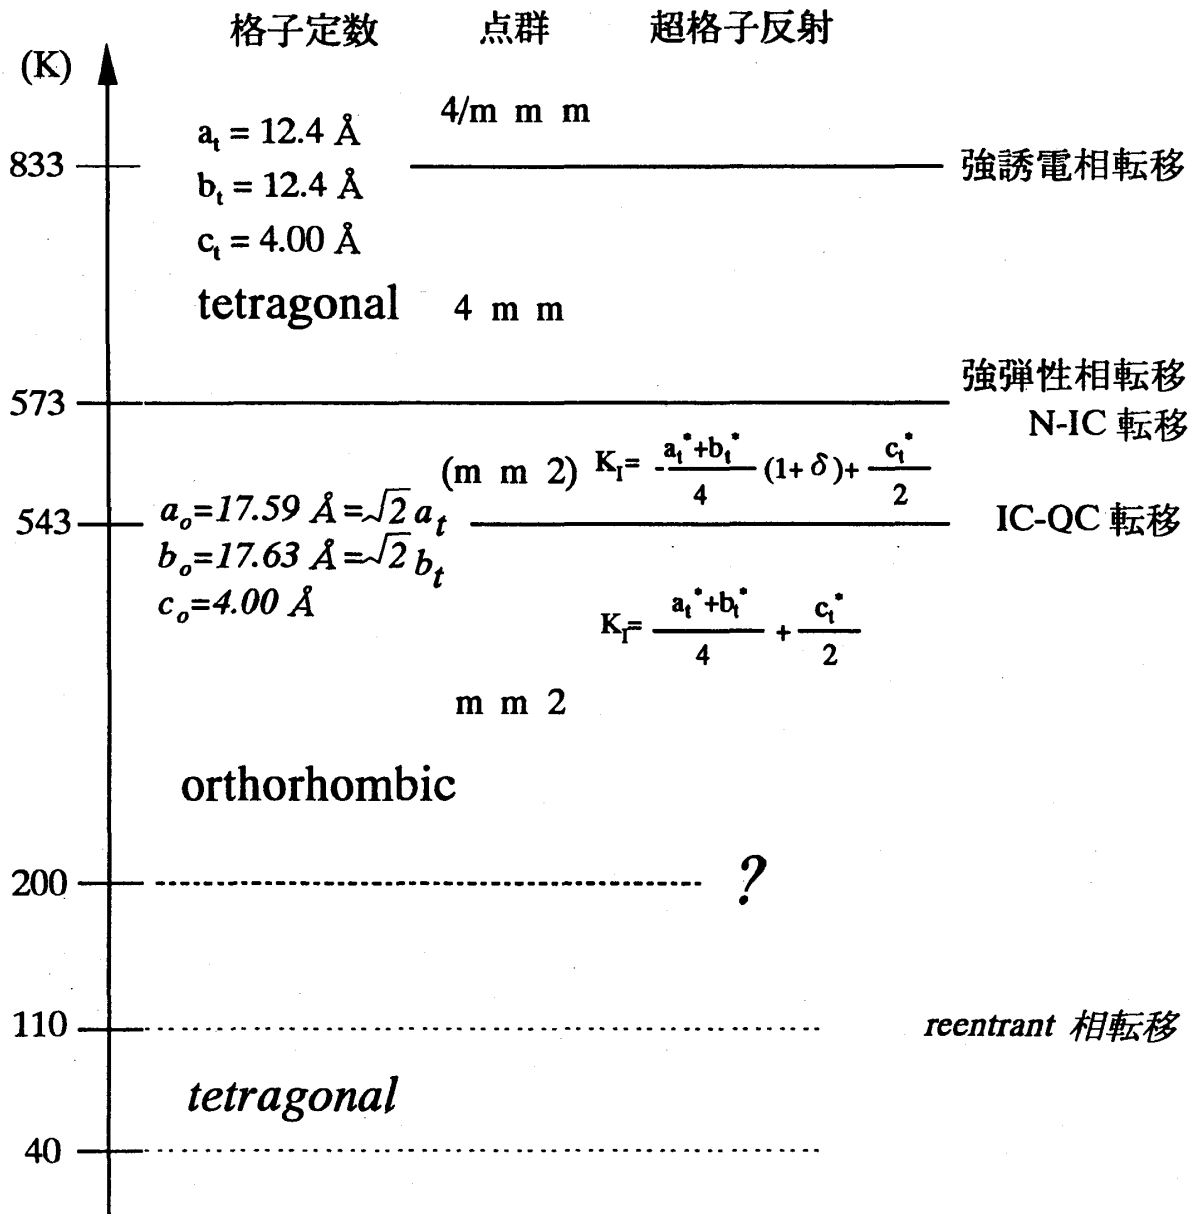 格子定数 点群 超格子反射
(K)
4/m m m
a_t = 12.4 Å
833 強誘電相転移
b_t = 12.4 Å
c_t = 4.00 Å
tetragonal 4 m m
強弾性相転移
573
N-IC 転移
(m m 2) K_I= -\frac{a_t^*+b_t^*}{4}(1+δ)+\frac{c_t^*}{2}
a_o=17.59 Å=√2 a_t
543 IC-QC 転移
b_o=17.63 Å=√2 b_t
c_o=4.00 Å
K_I= \frac{a_t^*+b_t^*}{4} + \frac{c_t^*}{2}
m m 2
orthorhombic
200 ?
110 reentrant 相転移
tetragonal
40